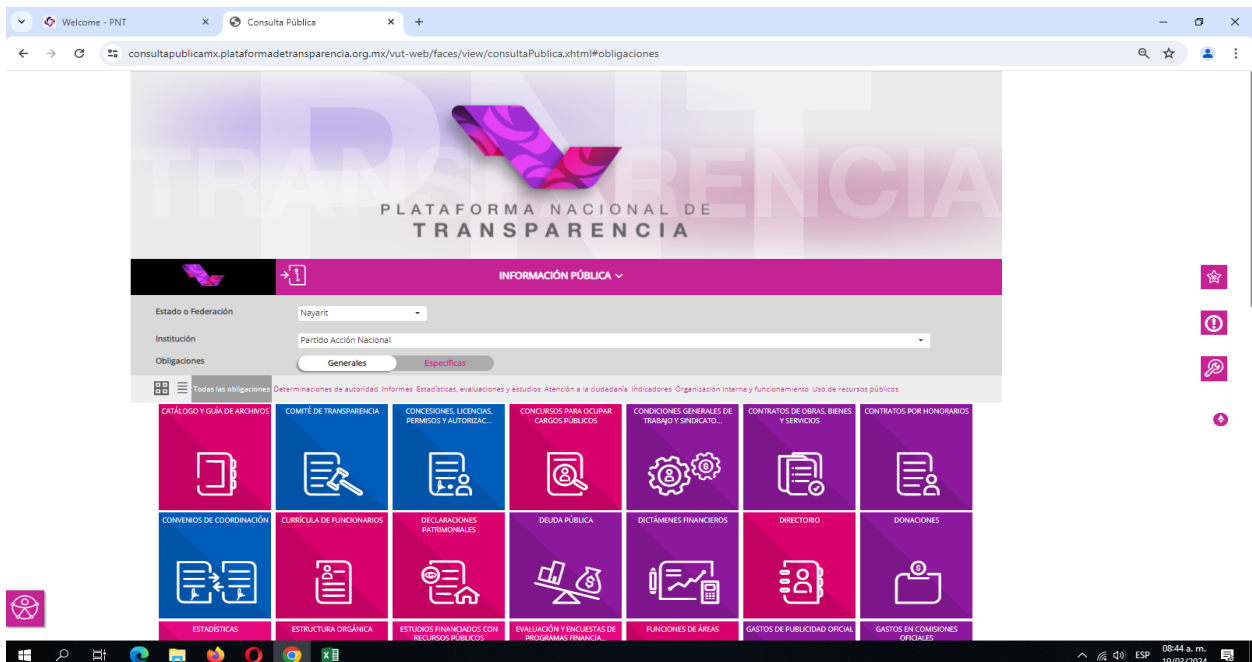 Welcome - PNT
Consulta Pública
consultapublicamx.plataformadetransparencia.org.mx/vut-web/faces/view/consultaPublica.xhtml#obligaciones
PNT
TRANSPARENCIA
PLATAFORMA NACIONAL DE
TRANSPARENCIA
INFORMACIÓN PÚBLICA
Estado o Federación
Nayarit
Institución
Partido Acción Nacional
Obligaciones
Generales
Específicas
Todas las obligaciones Determinaciones de autoridad Informes Estadísticas, evaluaciones y estudios Atención a la ciudadanía Indicadores Organización interna y funcionamiento Uso de recursos públicos
CATÁLOGO Y GUÍA DE ARCHIVOS
COMITÉ DE TRANSPARENCIA
CONCESIONES, LICENCIAS,
PERMISOS Y AUTORIZAC...
CONCURSOS PARA OCUPAR
CARGOS PÚBLICOS
CONDICIONES GENERALES DE
TRABAJO Y SINDICATO...
CONTRATOS DE OBRAS, BIENES
Y SERVICIOS
CONTRATOS POR HONORARIOS
CONVENIOS DE COORDINACIÓN
CURRÍCULA DE FUNCIONARIOS
DECLARACIONES
PATRIMONIALES
DEUDA PÚBLICA
DICTÁMENES FINANCIEROS
DIRECTORIO
DONACIONES
ESTADÍSTICAS
ESTRUCTURA ORGÁNICA
ESTUDIOS FINANCIADOS CON
RECURSOS PÚBLICOS
EVALUACIÓN Y ENCUESTAS DE
PROGRAMAS FINANCIA...
FUNCIONES DE ÁREAS
GASTOS DE PUBLICIDAD OFICIAL
GASTOS EN COMISIONES
OFICIALES
ESP
08:44 a. m.
19/02/2024